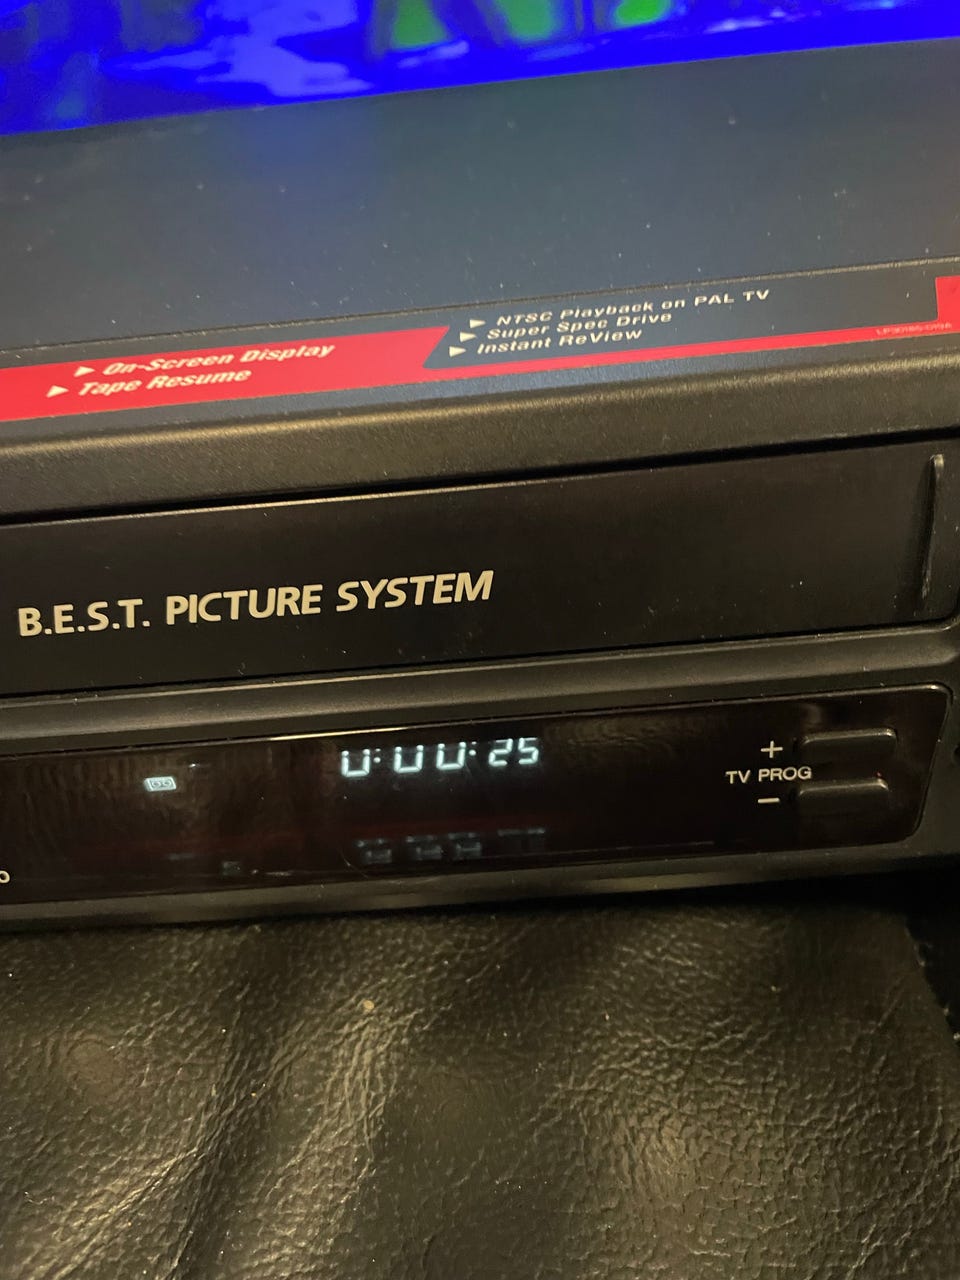 ► On-Screen Display
► Tape Resume
► NTSC Playback on PAL TV
► Super Spec Drive
► Instant ReView
B.E.S.T. PICTURE SYSTEM
0:00:25
+
TV PROG
−